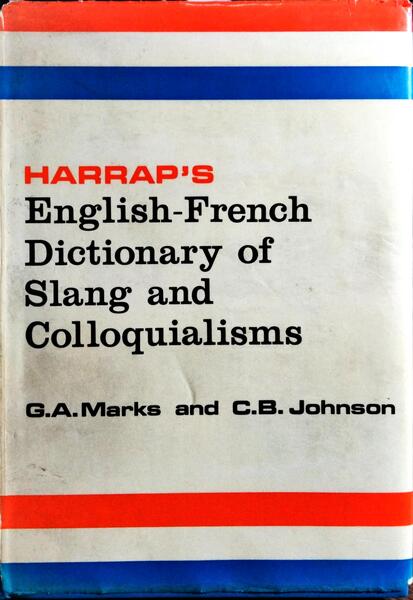 HARRAP'S
English-French
Dictionary of
Slang and
Colloquialisms
G.A. Marks and C.B. Johnson